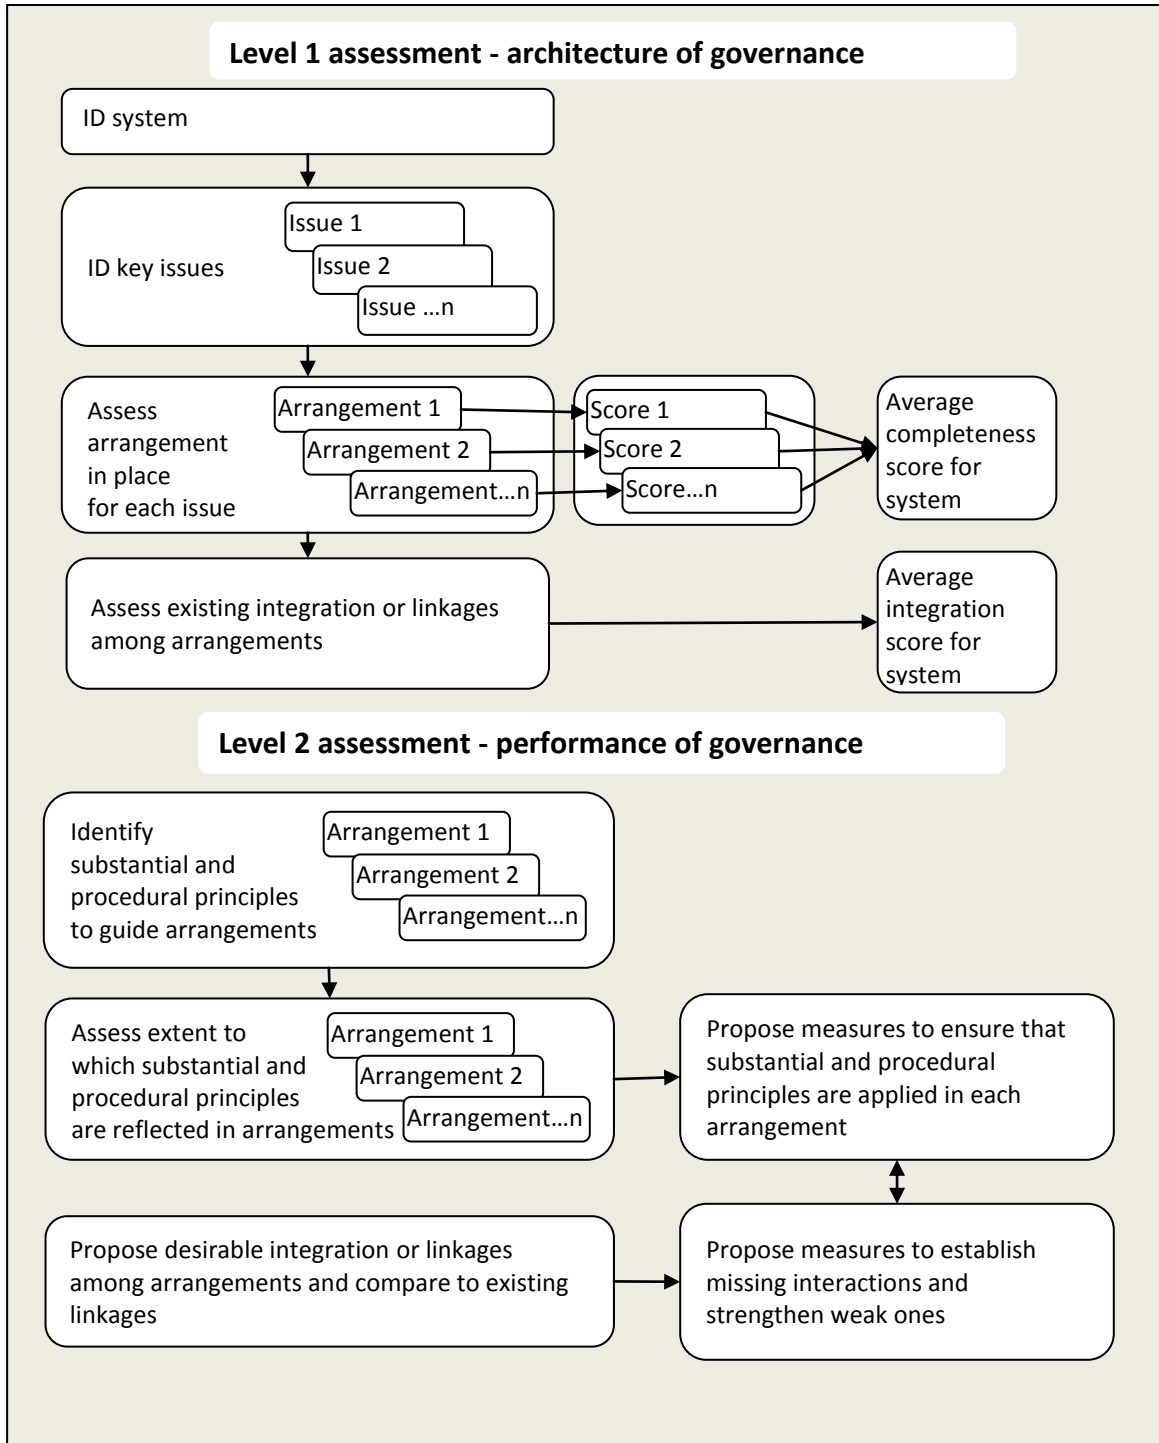 Level 1 assessment - architecture of governance
ID system
ID key issues
Issue 1
Issue 2
Issue …n
Assess
arrangement
in place
for each issue
Arrangement 1
Arrangement 2
Arrangement…n
Score 1
Score 2
Score…n
Average
completeness
score for
system
Assess existing integration or linkages
among arrangements
Average
integration
score for
system
Level 2 assessment - performance of governance
Identify
substantial and
procedural principles
to guide arrangements
Arrangement 1
Arrangement 2
Arrangement…n
Assess extent to
which substantial and
procedural principles
are reflected in arrangements
Arrangement 1
Arrangement 2
Arrangement…n
Propose measures to ensure that
substantial and procedural
principles are applied in each
arrangement
Propose desirable integration or linkages
among arrangements and compare to existing
linkages
Propose measures to establish
missing interactions and
strengthen weak ones